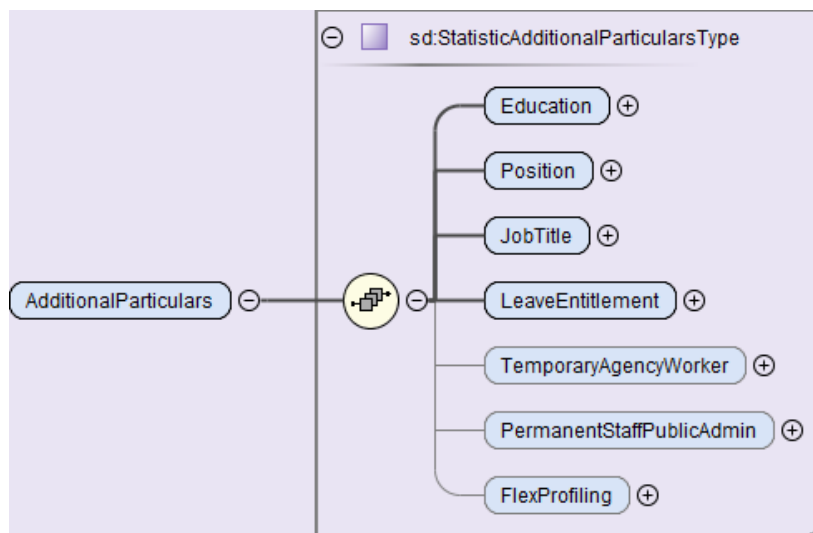 sd:StatisticAdditionalParticularsType
Education
Position
JobTitle
AdditionalParticulars
LeaveEntitlement
TemporaryAgencyWorker
PermanentStaffPublicAdmin
FlexProfiling